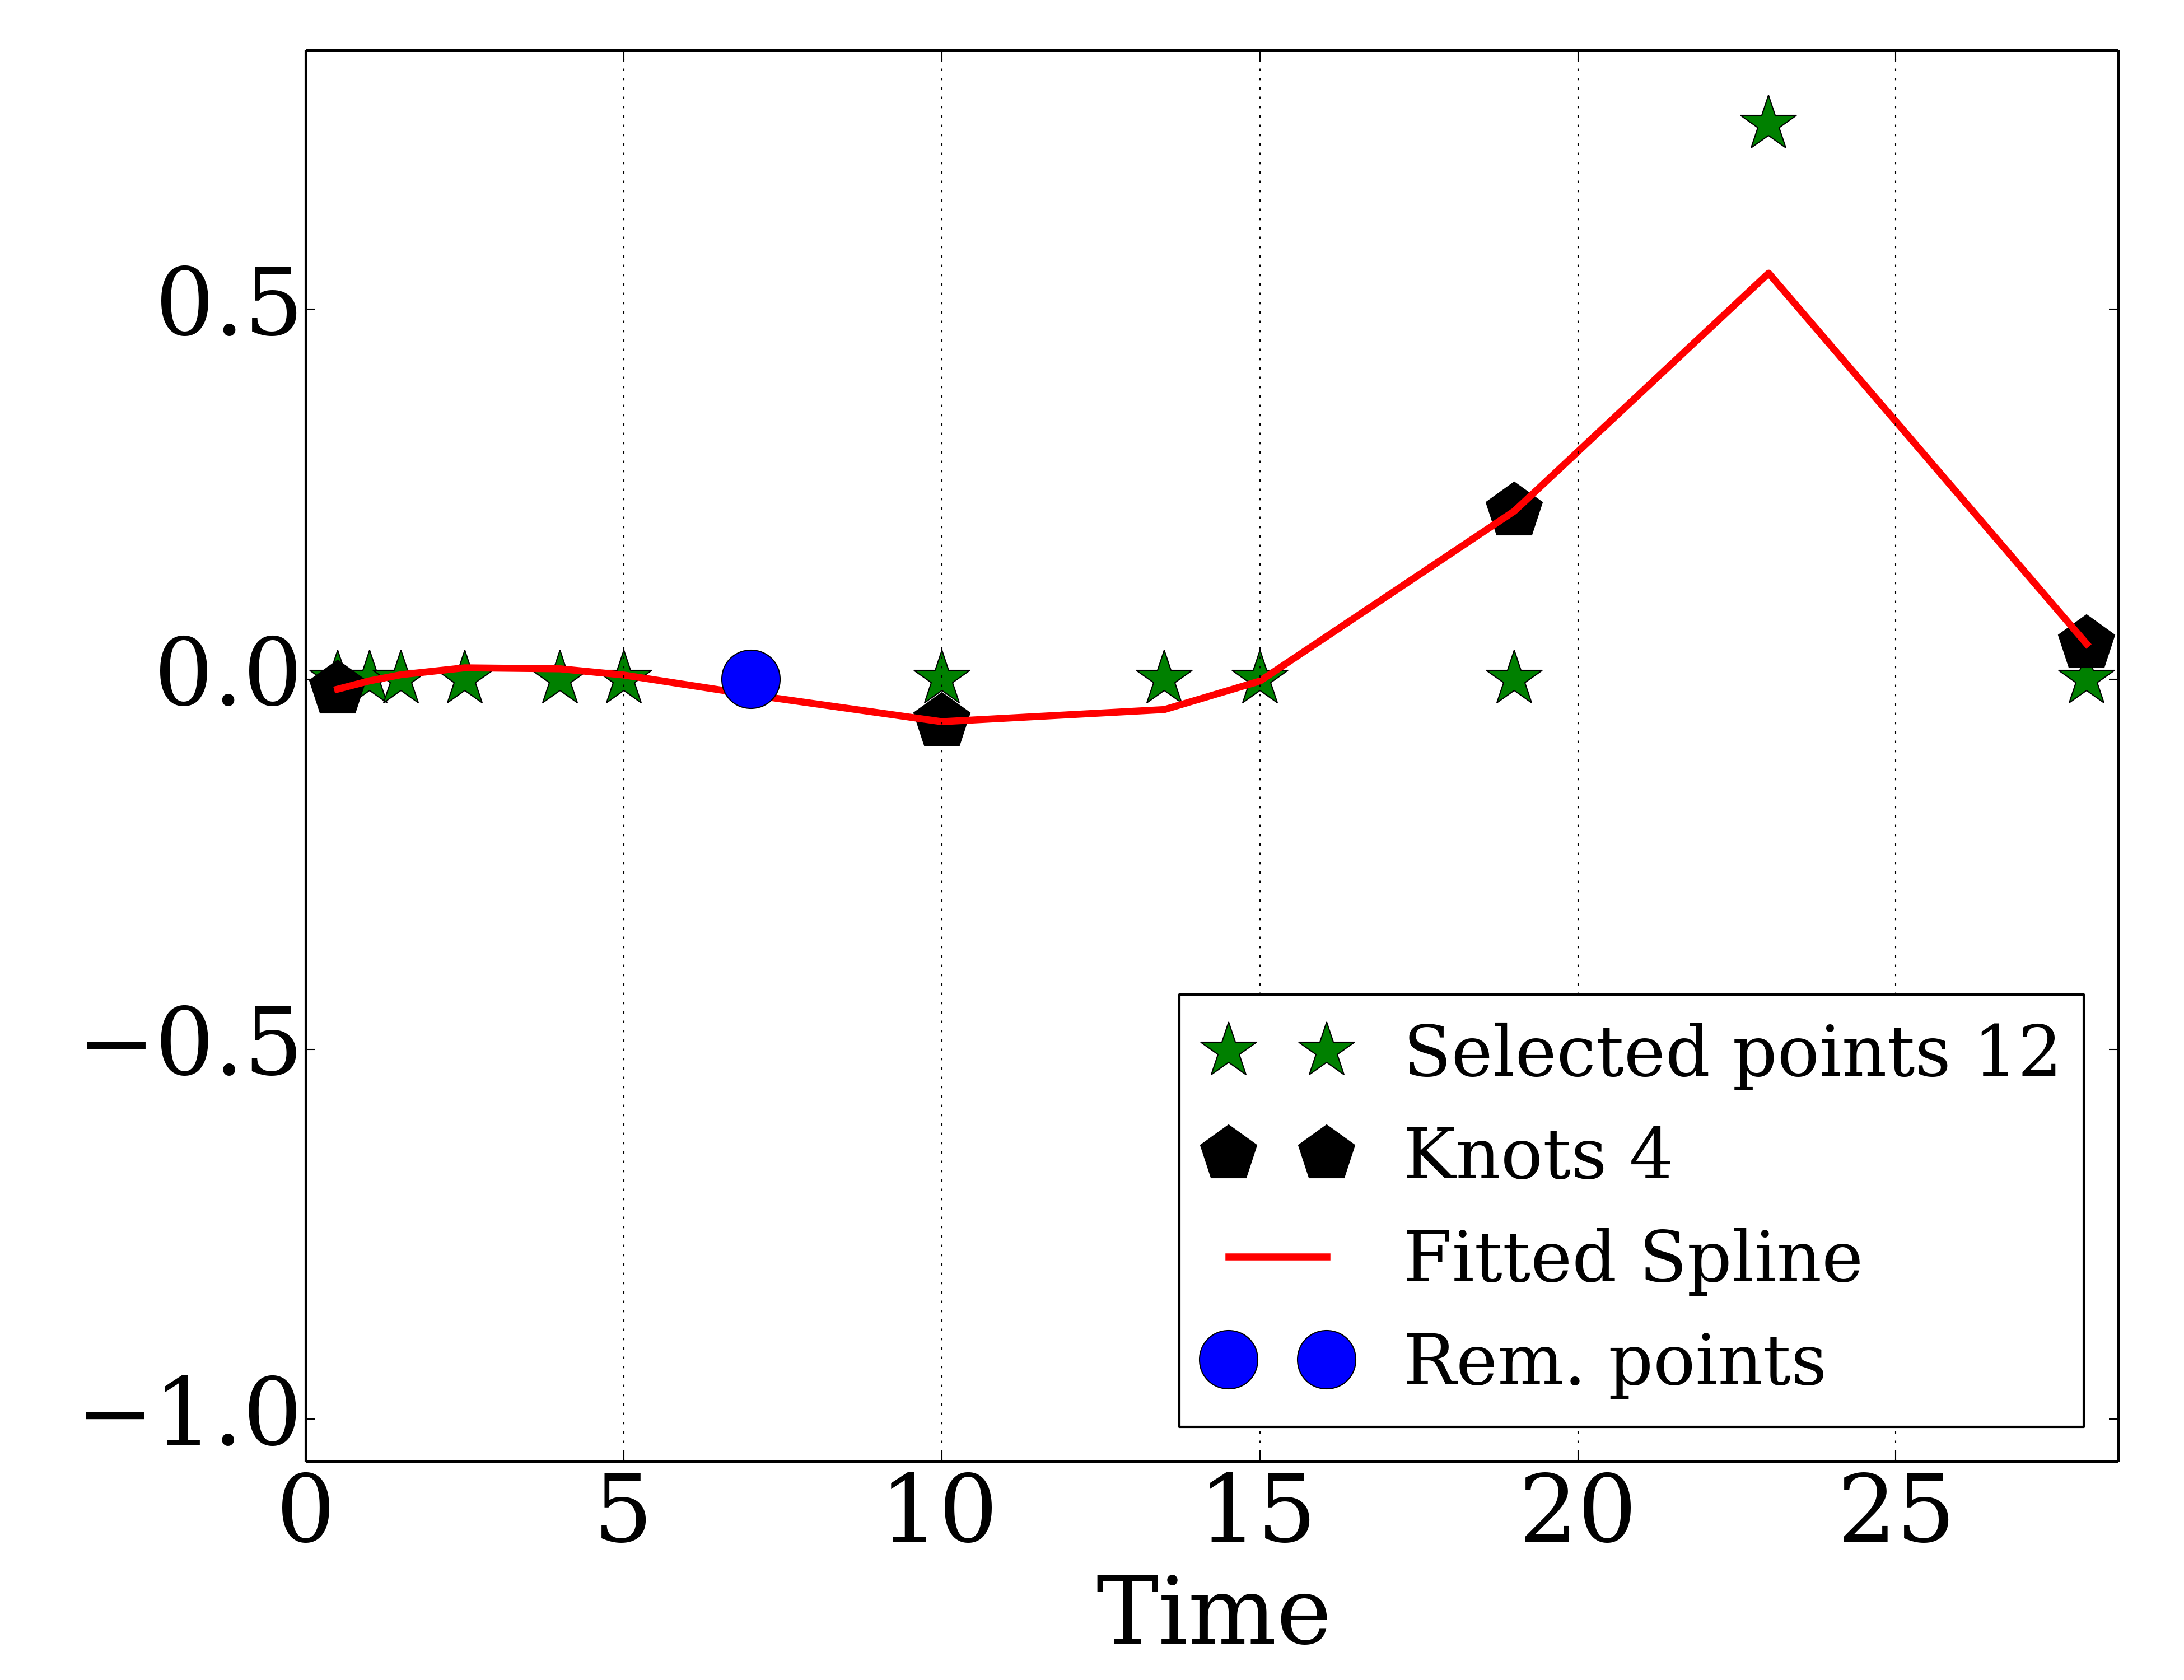 0.5
0.0
−0.5
−1.0
Selected points 12
Knots 4
Fitted Spline
Rem. points
0 5 10 15 20 25
Time